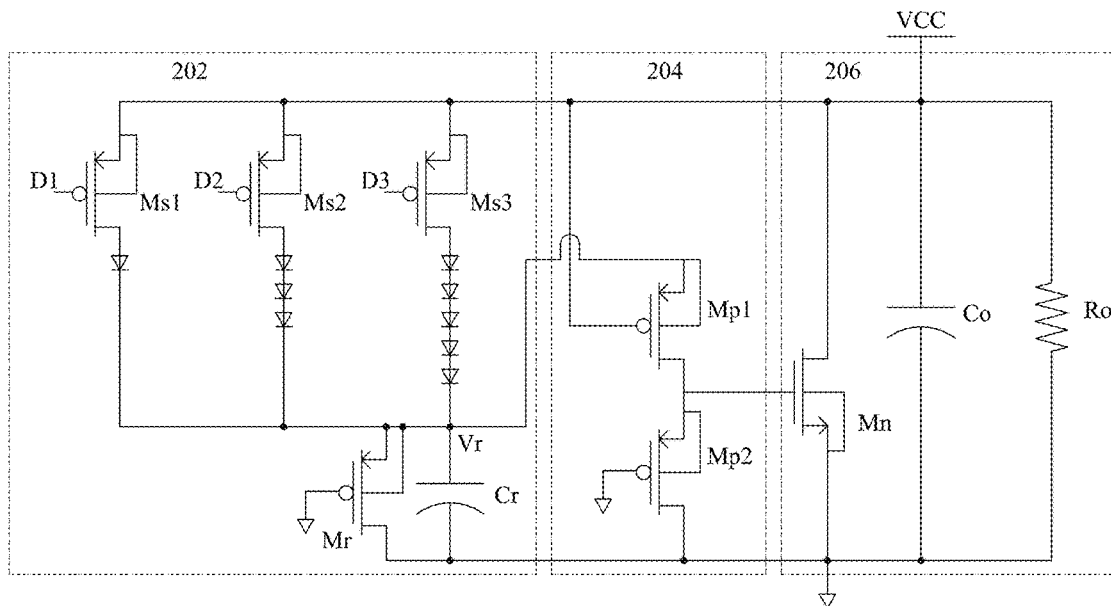 VCC
202
204
206
D1
Ms1
D2
Ms2
D3
Ms3
Mp1
Co
Ro
Mn
Vr
Mp2
Cr
Mr